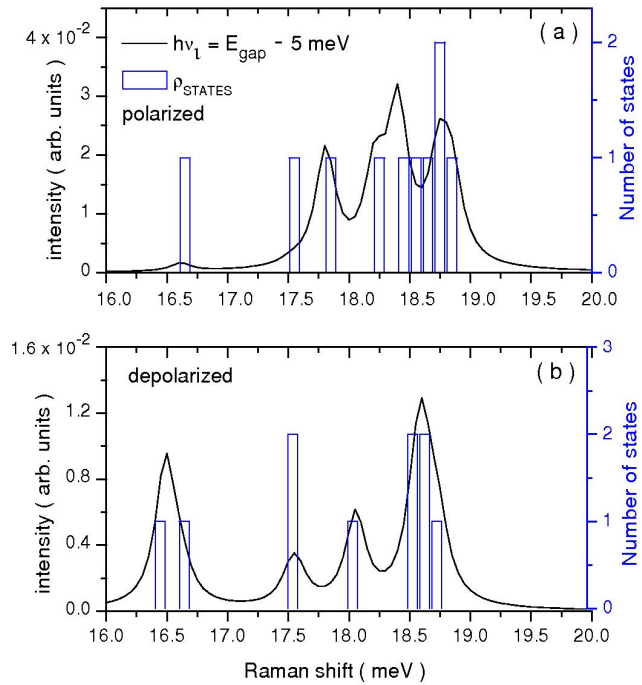 4 x 10⁻²
3
2
1
0
intensity ( arb. units )
hν_l = E_gap - 5 meV
ρ_STATES
polarized
( a )
2
1
0
Number of states
16.0 16.5 17.0 17.5 18.0 18.5 19.0 19.5 20.0
1.6 x 10⁻²
1.2
0.8
0.4
0.0
intensity ( arb. units )
depolarized
( b )
3
2
1
0
Number of states
16.0 16.5 17.0 17.5 18.0 18.5 19.0 19.5 20.0
Raman shift ( meV )